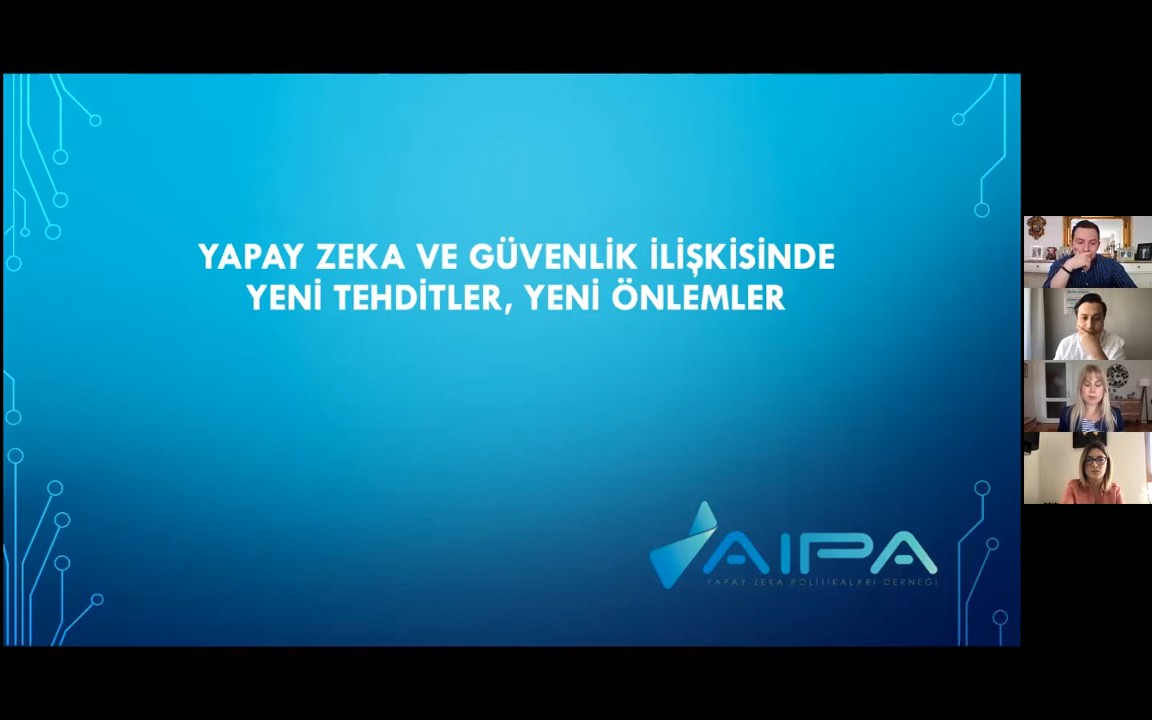 YAPAY ZEKA VE GÜVENLİK İLİŞKİSİNDE
YENİ TEHDİTLER, YENİ ÖNLEMLER
AIPA
YAPAY ZEKA POLİTİKALARI DERNEĞİ